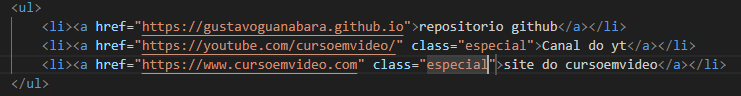 <ul>
<li><a href="https://gustavoguanabara.github.io">repositorio github</a></li>
<li><a href="https://youtube.com/cursoemvideo/" class="especial">Canal do yt</a></li>
<li><a href="https://www.cursoemvideo.com" class="especial">site do cursoemvideo</a></li>
</ul>